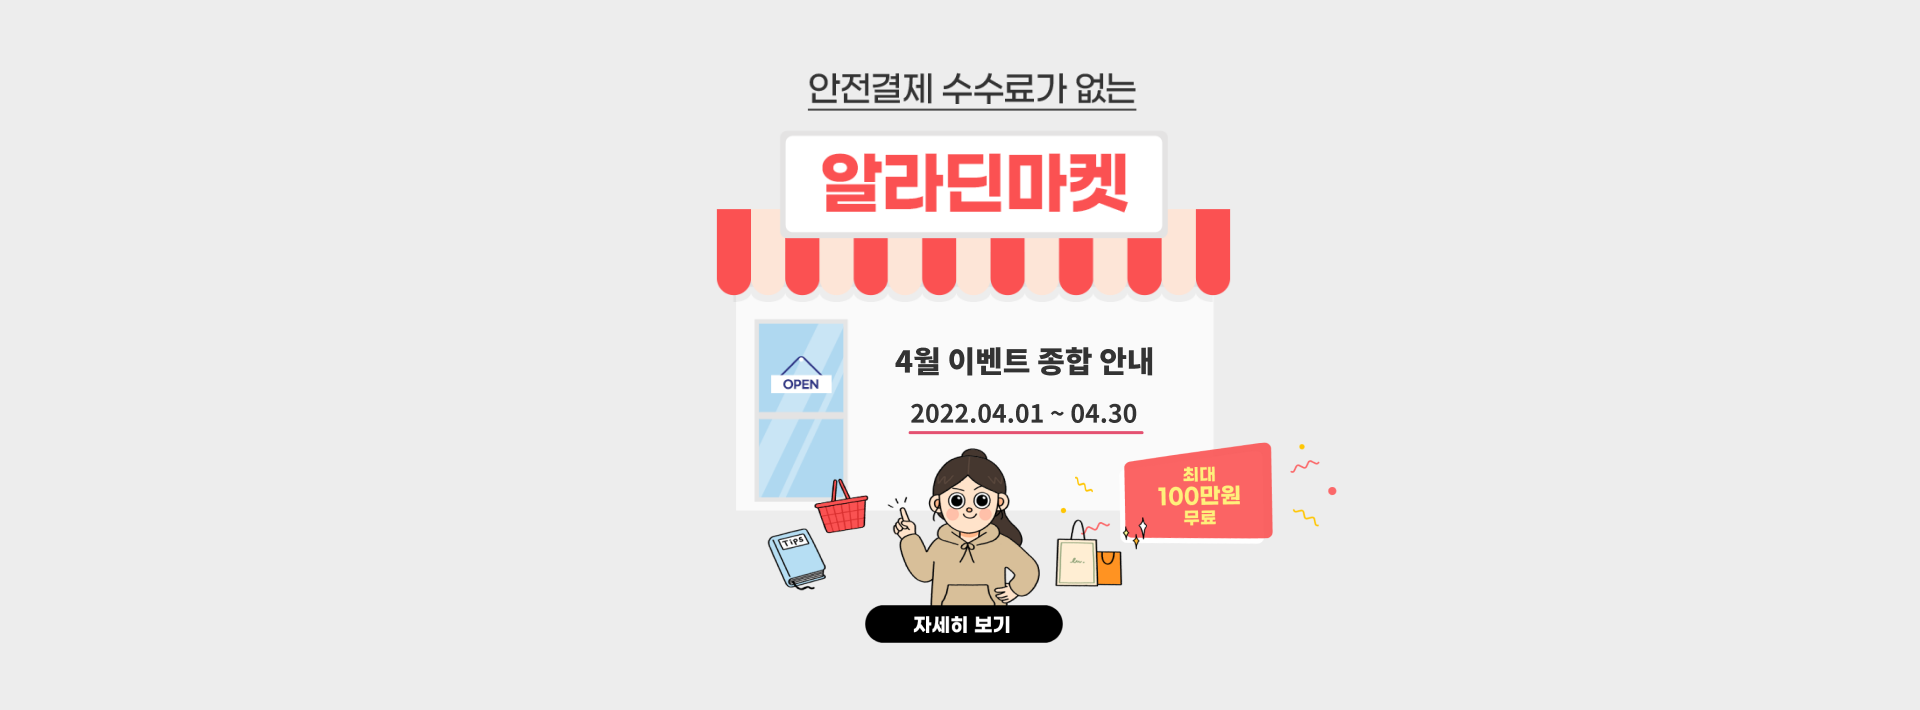 안전결제 수수료가 없는
알라딘마켓
OPEN
4월 이벤트 종합 안내
2022.04.01 ~ 04.30
최대
100만원
무료
Tips
자세히 보기